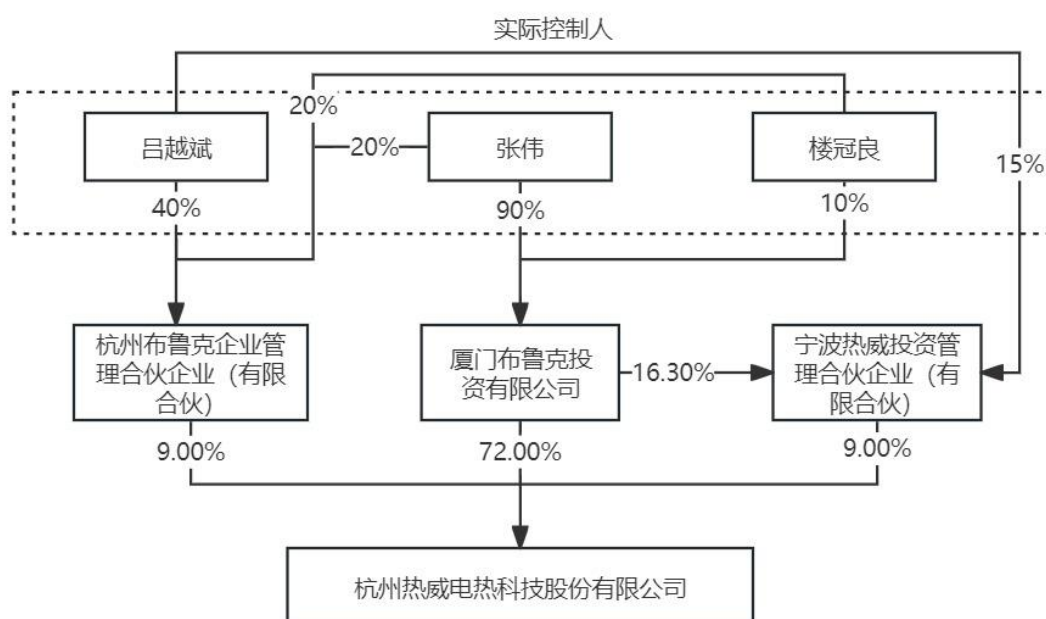 实际控制人
20%
吕越斌
20%
张伟
楼冠良
15%
40%
90%
10%
杭州布鲁克企业管
理合伙企业（有限
合伙）
厦门布鲁克投
资有限公司
16.30%
宁波热威投资管
理合伙企业（有
限合伙）
9.00%
72.00%
9.00%
杭州热威电热科技股份有限公司